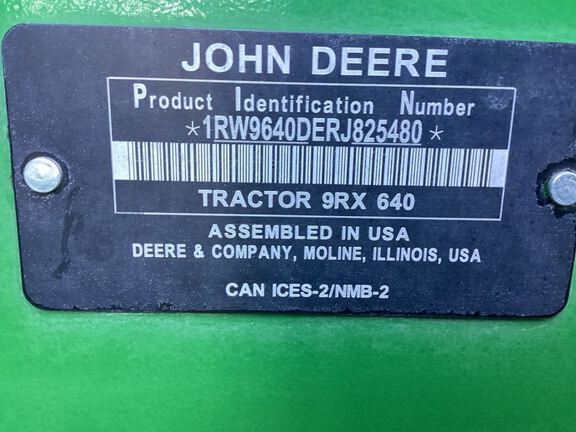 JOHN DEERE
Product Identification Number
*1RW9640DERJ825480*
TRACTOR 9RX 640
ASSEMBLED IN USA
DEERE & COMPANY, MOLINE, ILLINOIS, USA
CAN ICES-2/NMB-2